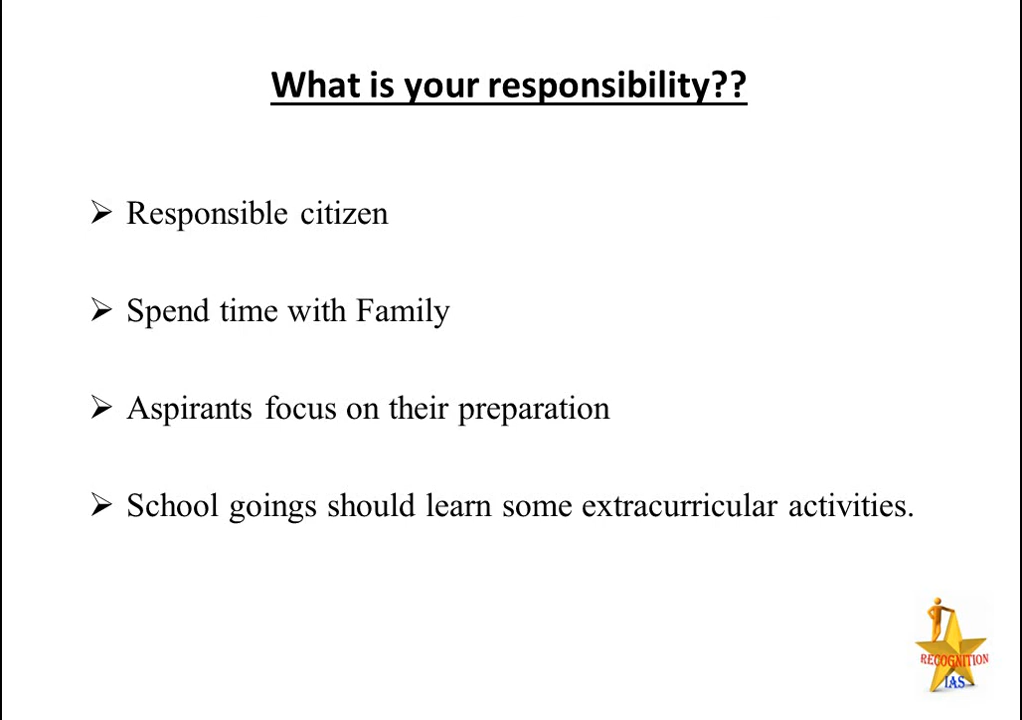 What is your responsibility??
Responsible citizen
Spend time with Family
Aspirants focus on their preparation
School goings should learn some extracurricular activities.
RECOGNITION
IAS